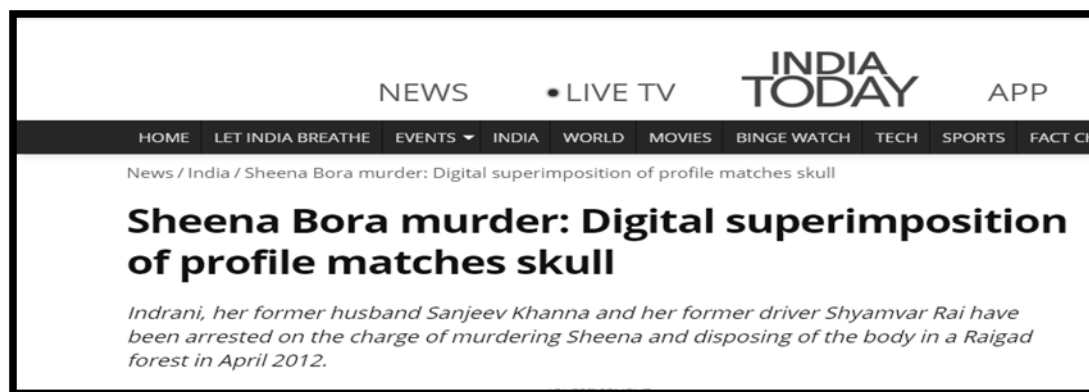 NEWS • LIVE TV INDIA TODAY APP
HOME LET INDIA BREATHE EVENTS INDIA WORLD MOVIES BINGE WATCH TECH SPORTS FACT
News / India / Sheena Bora murder: Digital superimposition of profile matches skull
Sheena Bora murder: Digital superimposition
of profile matches skull
Indrani, her former husband Sanjeev Khanna and her former driver Shyamvar Rai have
been arrested on the charge of murdering Sheena and disposing of the body in a Raigad
forest in April 2012.